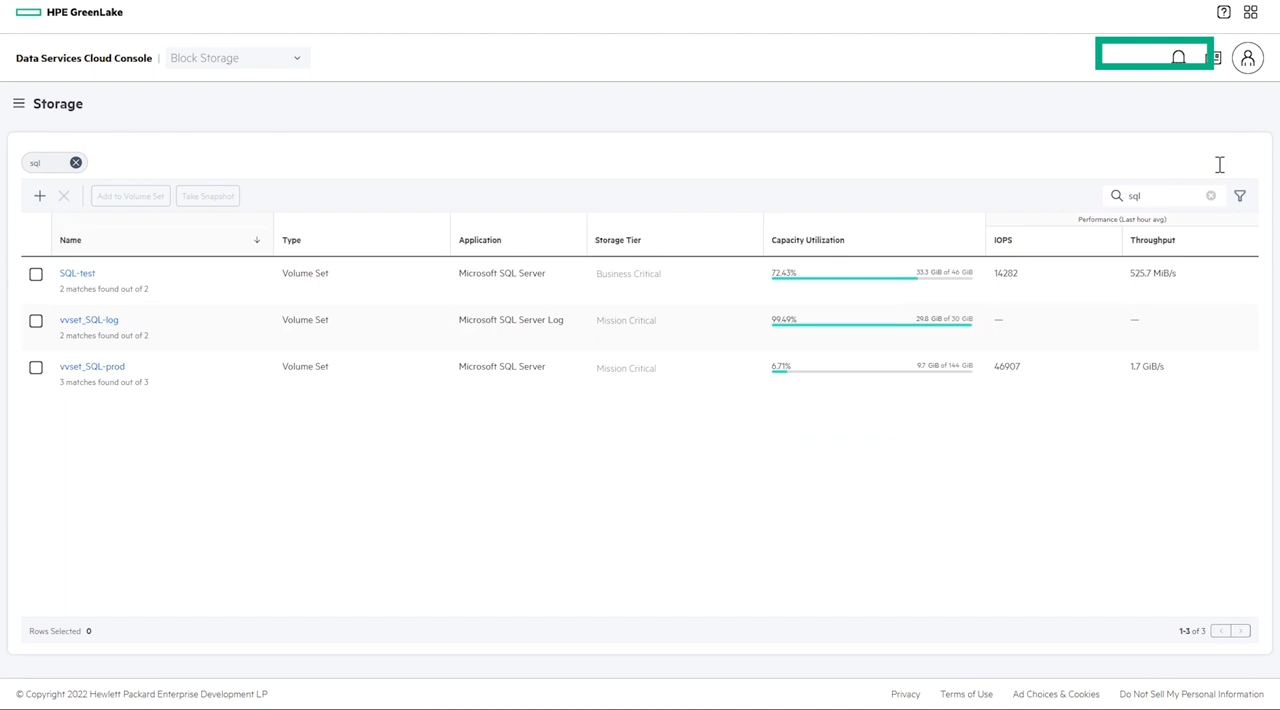 HPE GreenLake
Data Services Cloud Console | Block Storage
Storage
sql
Add to Volume Set Take Snapshot sql
Performance (Last hour avg)
Name Type Application Storage Tier Capacity Utilization IOPS Throughput
SQL-test Volume Set Microsoft SQL Server Business Critical 72.43% 33.3 GiB of 46 GiB 14282 525.7 MiB/s
2 matches found out of 2
vvset_SQL-log Volume Set Microsoft SQL Server Log Mission Critical 99.49% 29.8 GiB of 30 GiB — —
2 matches found out of 2
vvset_SQL-prod Volume Set Microsoft SQL Server Mission Critical 6.71% 9.7 GiB of 144 GiB 46907 1.7 GiB/s
3 matches found out of 3
Rows Selected 0 1-3 of 3
© Copyright 2022 Hewlett Packard Enterprise Development LP Privacy Terms of Use Ad Choices & Cookies Do Not Sell My Personal Information